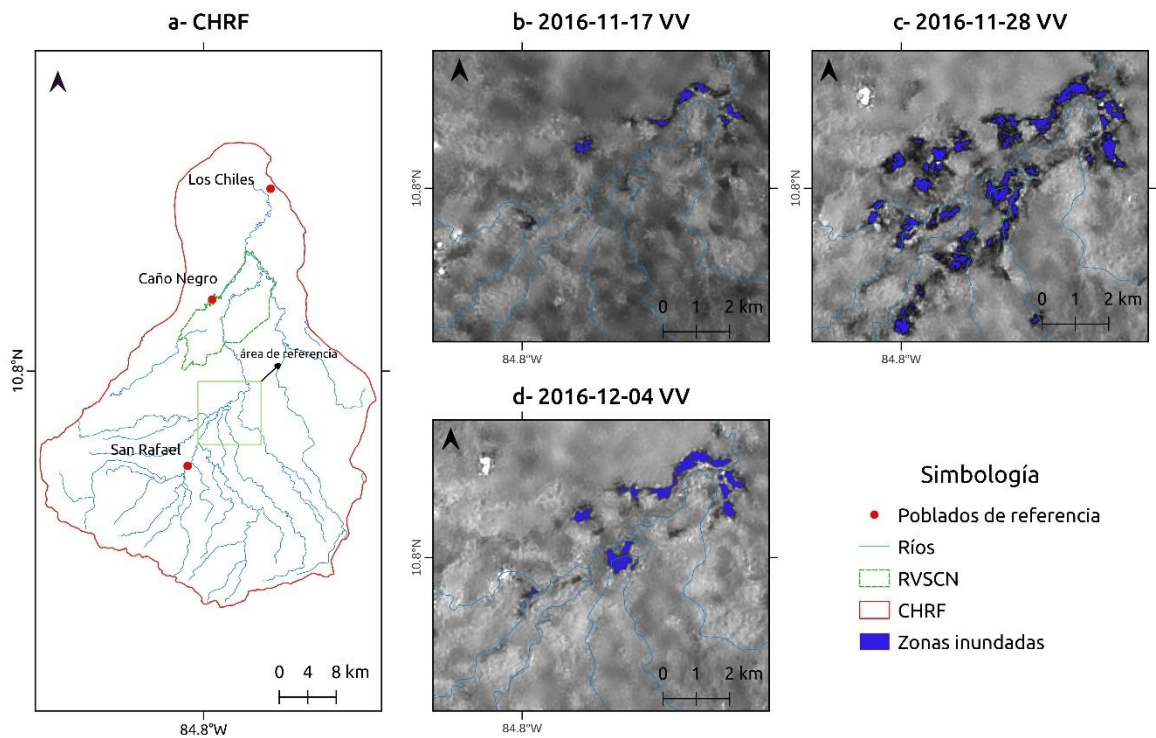 a- CHRF
Los Chiles
Caño Negro
área de referencia
San Rafael
10.8°N
84.8°W
0 4 8 km
b- 2016-11-17 VV
10.8°N
84.8°W
0 1 2 km
c- 2016-11-28 VV
10.8°N
84.8°W
0 1 2 km
d- 2016-12-04 VV
10.8°N
84.8°W
0 1 2 km
Simbología
Poblados de referencia
Ríos
RVSCN
CHRF
Zonas inundadas